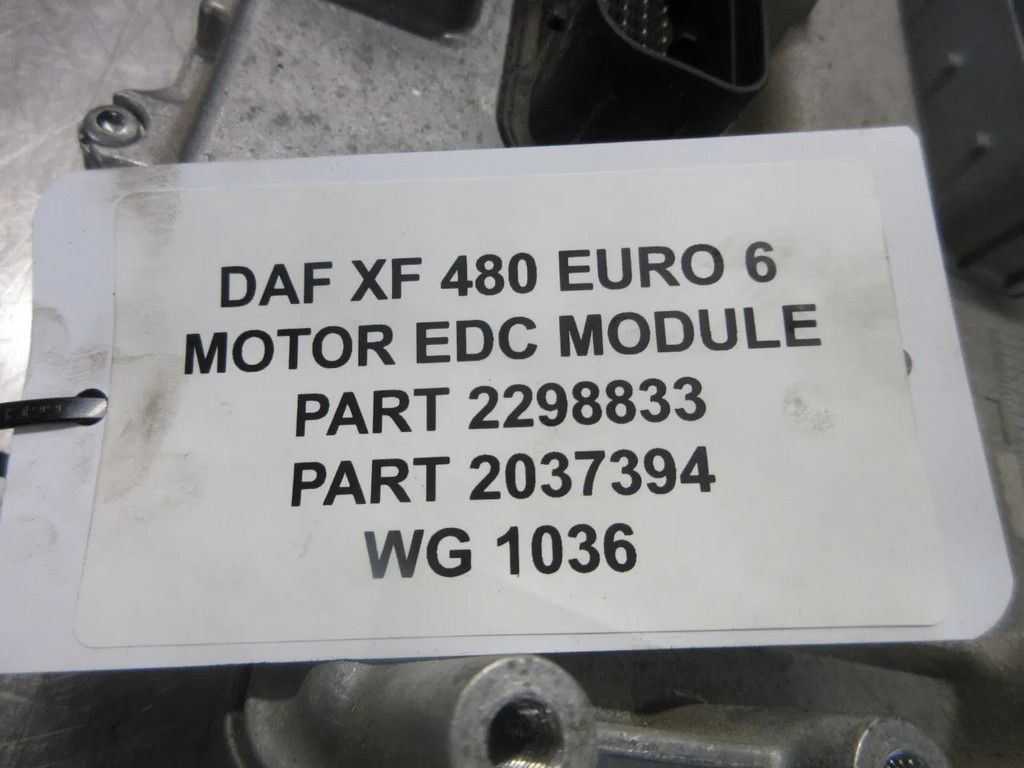 DAF XF 480 EURO 6
MOTOR EDC MODULE
PART 2298833
PART 2037394
WG 1036